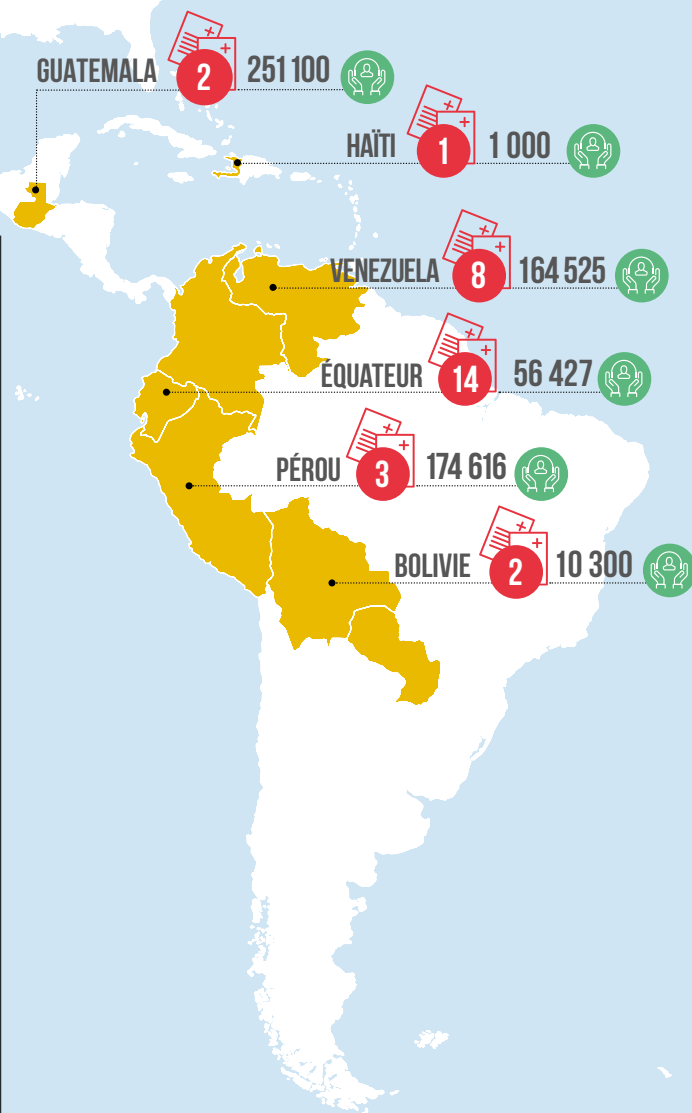 GUATEMALA 2 251 100
HAÏTI 1 1 000
VENEZUELA 8 164 525
ÉQUATEUR 14 56 427
PÉROU 3 174 616
BOLIVIE 2 10 300